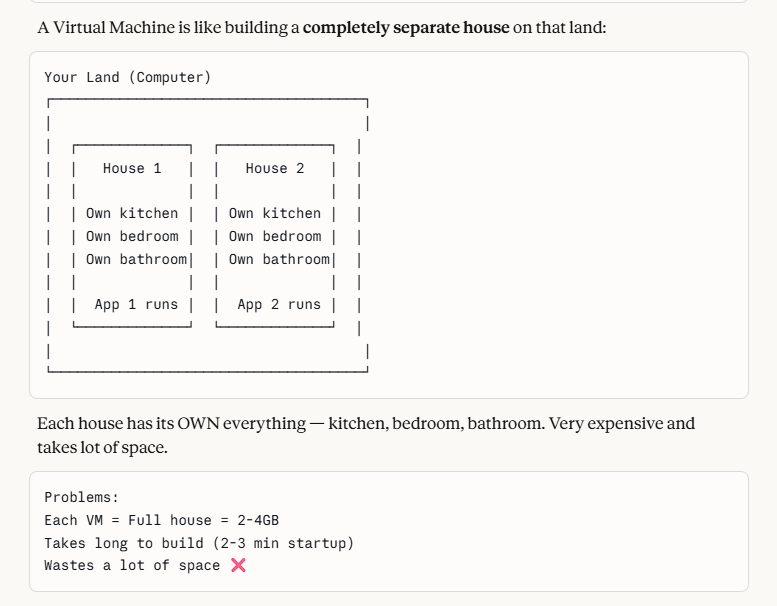 A Virtual Machine is like building a completely separate house on that land:
Your Land (Computer)
House 1 House 2
Own kitchen Own kitchen
Own bedroom Own bedroom
Own bathroom Own bathroom
App 1 runs App 2 runs
Each house has its OWN everything — kitchen, bedroom, bathroom. Very expensive and
takes lot of space.
Problems:
Each VM = Full house = 2-4GB
Takes long to build (2-3 min startup)
Wastes a lot of space ❌